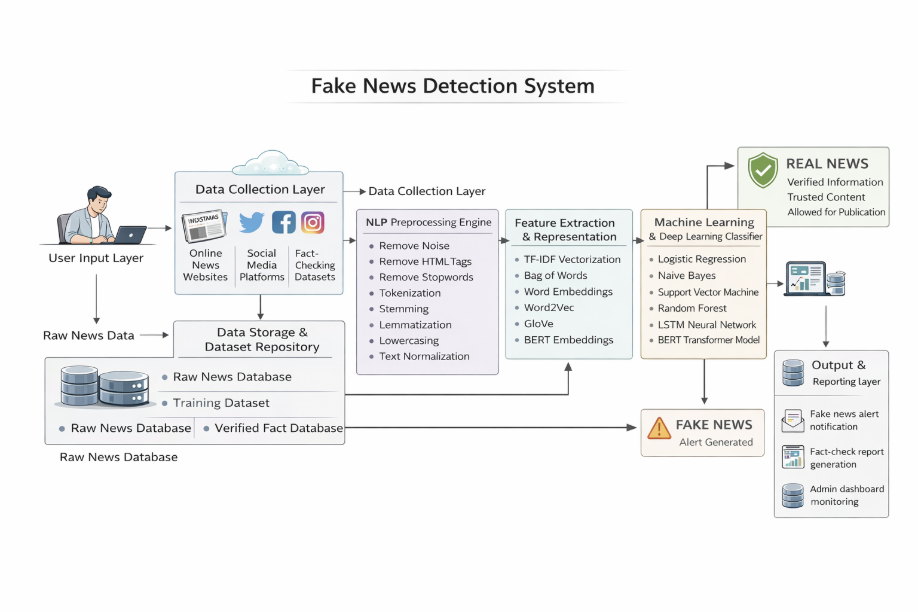 Fake News Detection System
User Input Layer
Raw News Data
Data Collection Layer
Online
News
Websites
Social
Media
Platforms
Fact-
Checking
Datasets
Data Collection Layer
Data Storage &
Dataset Repository
• Raw News Database
• Training Dataset
• Raw News Database
• Verified Fact Database
Raw News Database
NLP Preprocessing Engine
• Remove Noise
• Remove HTML Tags
• Remove Stopwords
• Tokenization
• Stemming
• Lemmatization
• Lowercasing
• Text Normalization
Feature Extraction
& Representation
• TF-IDF Vectorization
• Bag of Words
• Word Embeddings
• Word2Vec
• GloVe
• BERT Embeddings
Machine Learning
& Deep Learning Classifier
• Logistic Regression
• Naive Bayes
• Support Vector Machine
• Random Forest
• LSTM Neural Network
• BERT Transformer Model
REAL NEWS
Verified Information
Trusted Content
Allowed for Publication
FAKE NEWS
Alert Generated
Output &
Reporting layer
Fake news alert
notification
Fact-check report
generation
Admin dashboard
monitoring